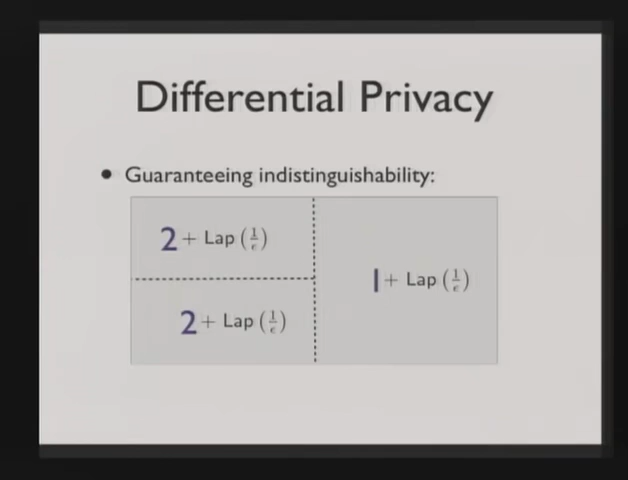 Differential Privacy
• Guaranteeing indistinguishability:
2 + Lap (1/ϵ)
1 + Lap (1/ϵ)
2 + Lap (1/ϵ)